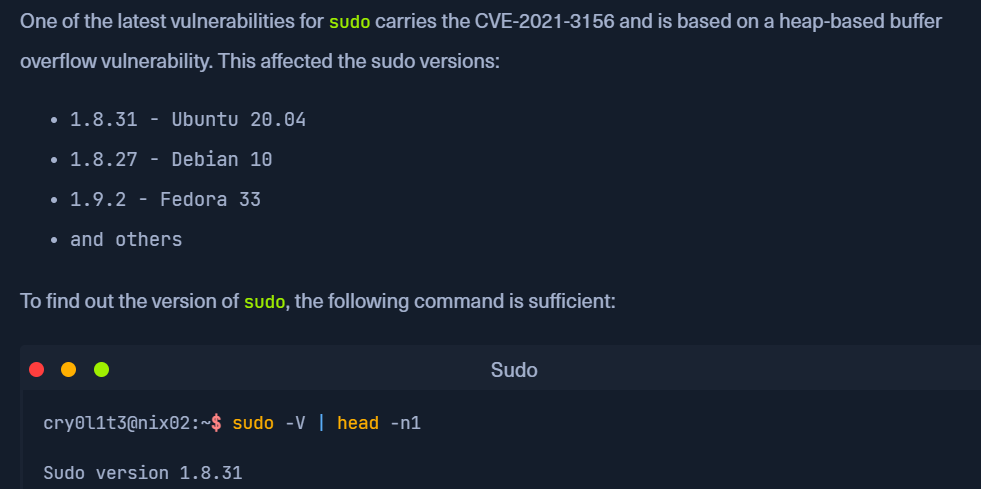 One of the latest vulnerabilities for sudo carries the CVE-2021-3156 and is based on a heap-based buffer
overflow vulnerability. This affected the sudo versions:
• 1.8.31 - Ubuntu 20.04
• 1.8.27 - Debian 10
• 1.9.2 - Fedora 33
• and others
To find out the version of sudo, the following command is sufficient:
Sudo
cry0l1t3@nix02:~$ sudo -V | head -n1
Sudo version 1.8.31